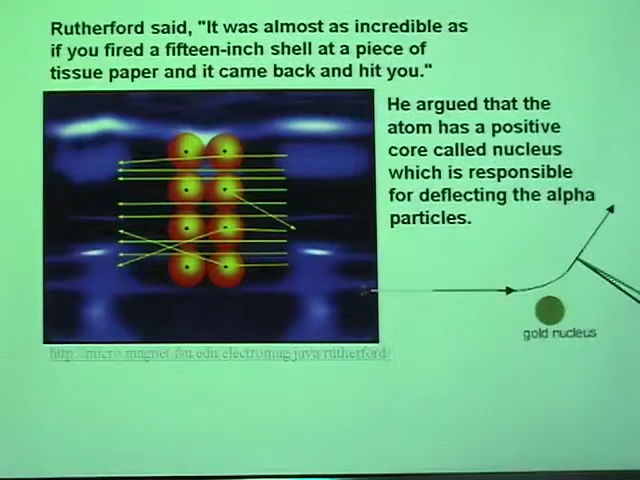 Rutherford said, "It was almost as incredible as
if you fired a fifteen-inch shell at a piece of
tissue paper and it came back and hit you."
He argued that the
atom has a positive
core called nucleus
which is responsible
for deflecting the alpha
particles.
gold nucleus
http://micro.magnet.fsu.edu/electromag/java/rutherford/